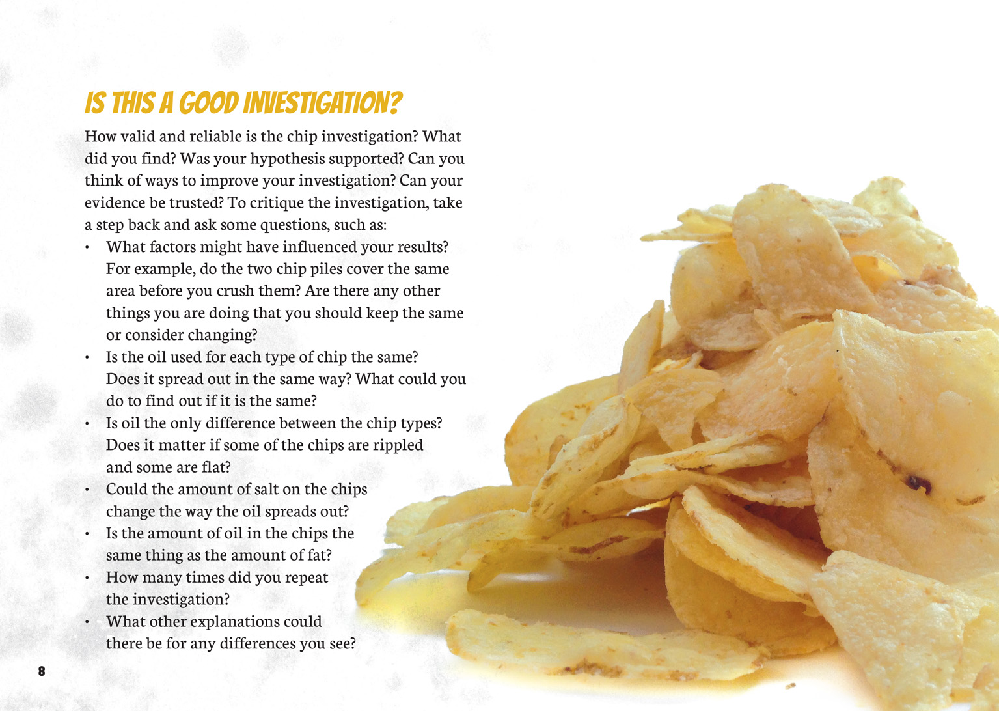 IS THIS A GOOD INVESTIGATION?
How valid and reliable is the chip investigation? What
did you find? Was your hypothesis supported? Can you
think of ways to improve your investigation? Can your
evidence be trusted? To critique the investigation, take
a step back and ask some questions, such as:
• What factors might have influenced your results?
For example, do the two chip piles cover the same
area before you crush them? Are there any other
things you are doing that you should keep the same
or consider changing?
• Is the oil used for each type of chip the same?
Does it spread out in the same way? What could you
do to find out if it is the same?
• Is oil the only difference between the chip types?
Does it matter if some of the chips are rippled
and some are flat?
• Could the amount of salt on the chips
change the way the oil spreads out?
• Is the amount of oil in the chips the
same thing as the amount of fat?
• How many times did you repeat
the investigation?
• What other explanations could
there be for any differences you see?
8